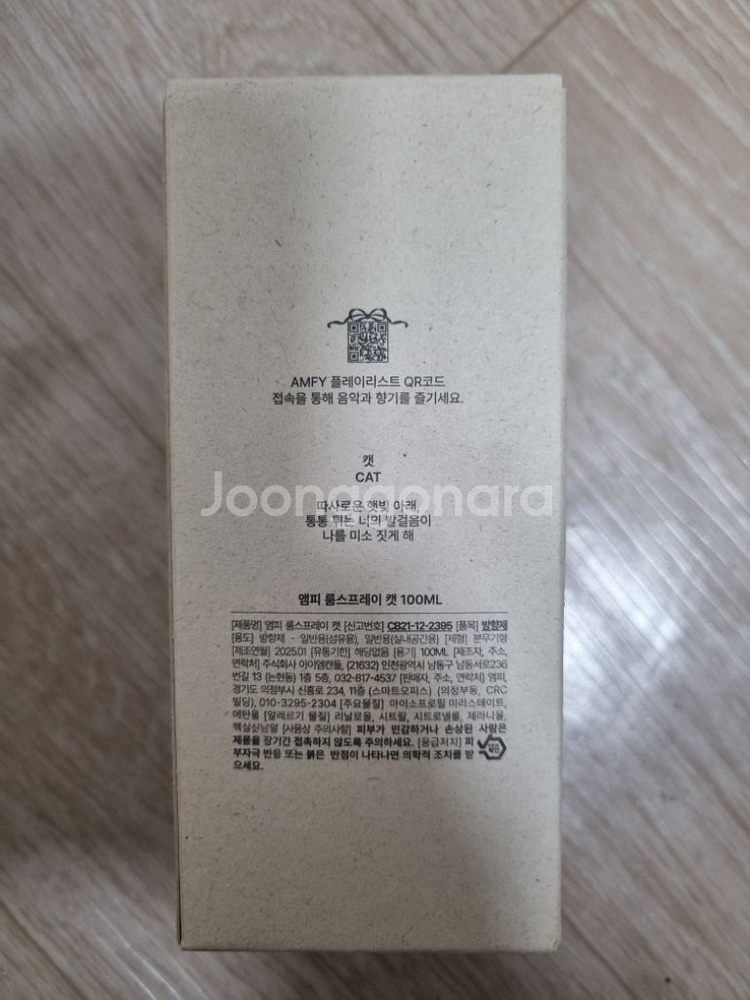 AMFY 플레이리스트 QR코드
접속을 통해 음악과 향기를 즐기세요.
캣
CAT
Joonggonara
따사로운 햇빛 아래,
통통 튀는 너의 발걸음이
나를 미소 짓게 해
앰피 룸스프레이 캣 100ML
[제품명] 앰피 룸스프레이 캣 [신고번호] CB21-12-2395 [품목] 방향제
[용도] 방향제 - 일반용(섬유용), 일반용(실내공간용) [제형] 분무기형
[제조연월] 2025.01 [유통기한] 해당없음 [용기] 100ML [제조자, 주소,
연락처] 주식회사 아이엠캔들, (21632) 인천광역시 남동구 남동서로236
번길 13 (논현동) 1층 5층, 032-817-4537 [판매자, 주소, 연락처] 앰피,
경기도 의정부시 신흥로 234, 11층 (스마트오피스) (의정부동, CRC
빌딩), 010-3295-2304 [주요물질] 아이소프로필 미리스테이트,
에탄올 [알레르기 물질] 리날로올, 시트랄, 시트로넬롤, 제라니올,
헥실신남알 [사용상 주의사항] 피부가 민감하거나 손상된 사람은
제품을 장기간 접촉하지 않도록 주의하세요. [응급처치] 피
부자극 반응 또는 붉은 반점이 나타나면 의학적 조치를 받
으세요.